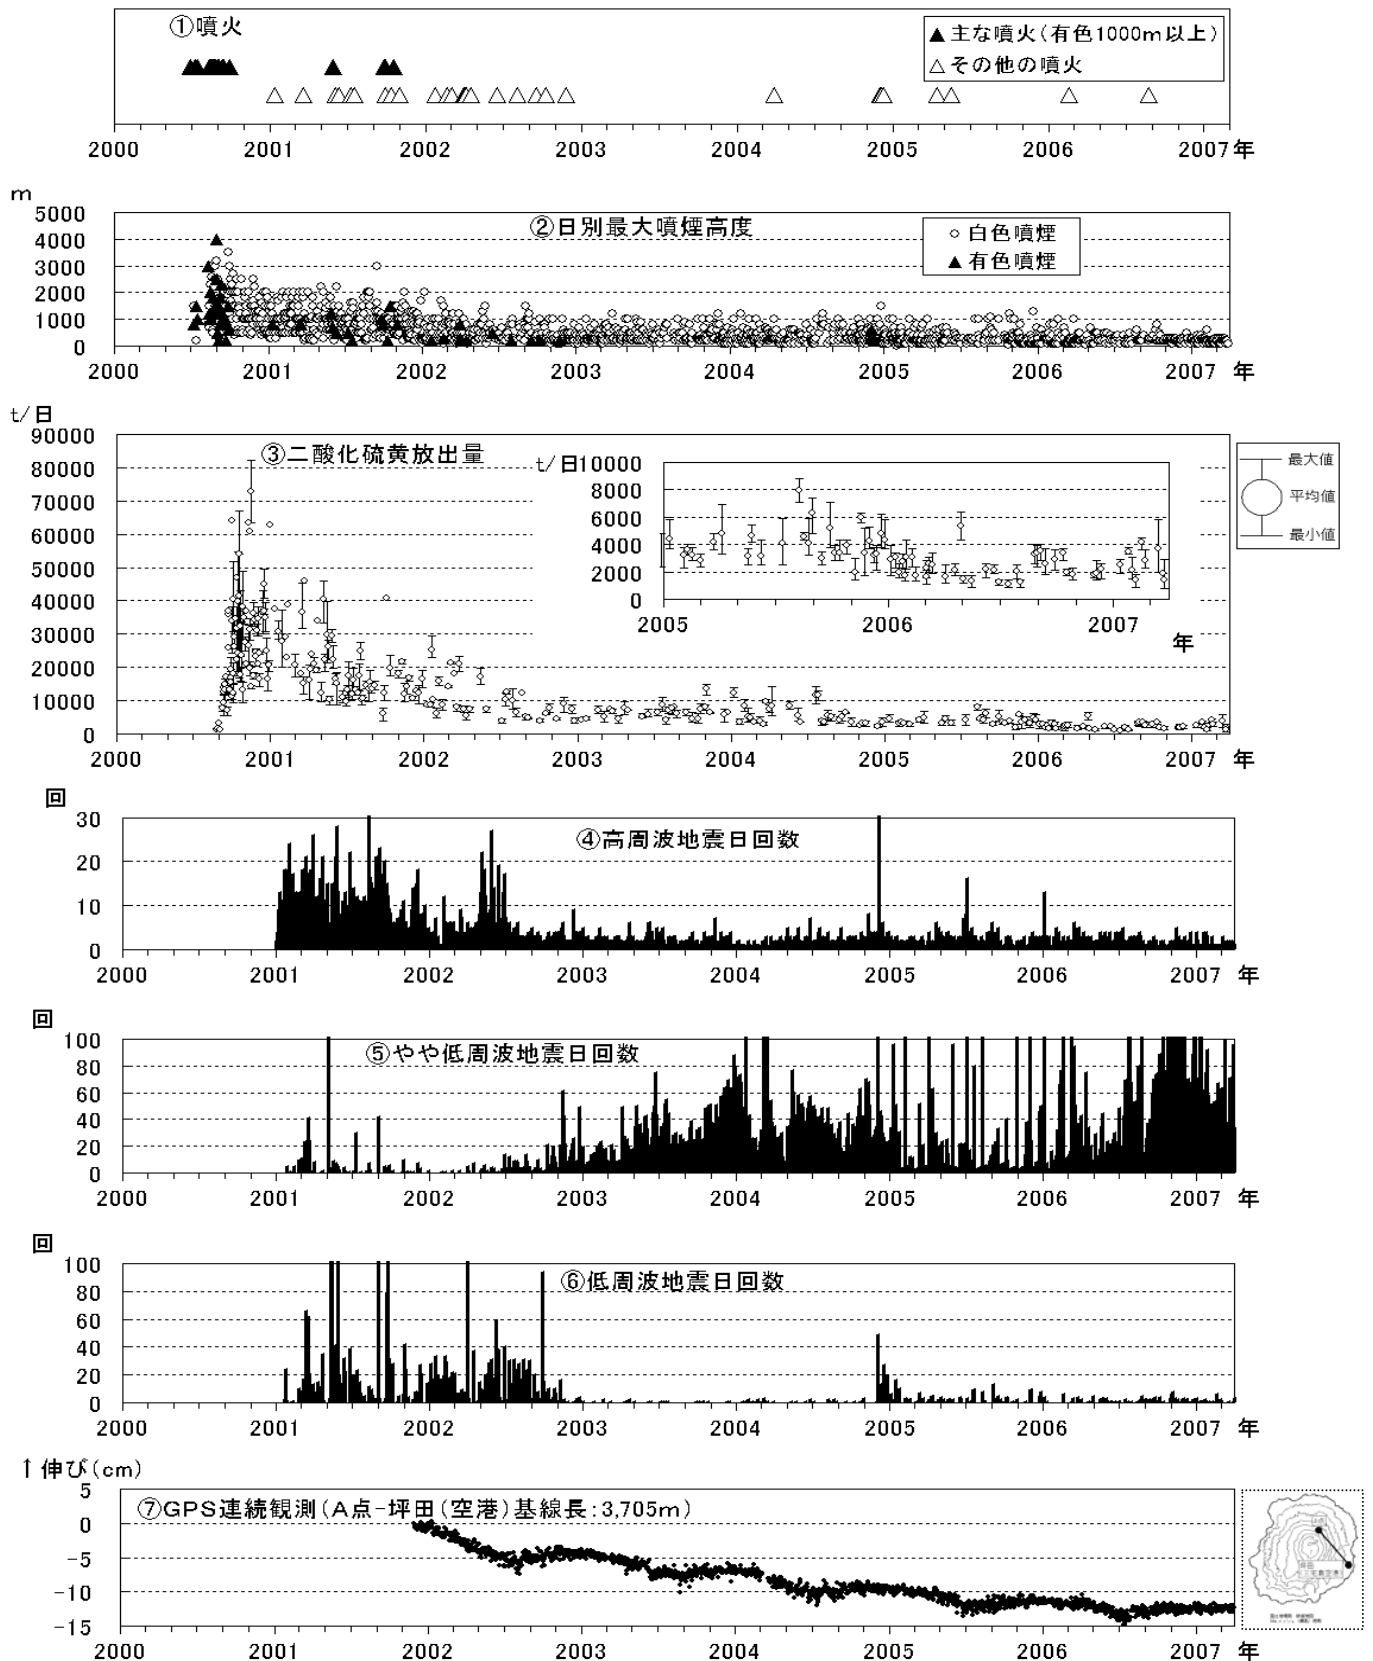 ①噴火
▲主な噴火(有色1000m以上)
△その他の噴火
2000 2001 2002 2003 2004 2005 2006 2007年
m
②日別最大噴煙高度
○白色噴煙
▲有色噴煙
5000
4000
3000
2000
1000
0
2000 2001 2002 2003 2004 2005 2006 2007 年
t/日
③二酸化硫黄放出量
90000
80000
70000
60000
50000
40000
30000
20000
10000
0
2000 2001 2002 2003 2004 2005 2006 2007 年
t/日
10000
8000
6000
4000
2000
0
2005 2006 2007
年
最大値
平均値
最小値
回
④高周波地震日回数
30
20
10
0
2000 2001 2002 2003 2004 2005 2006 2007 年
回
⑤やや低周波地震日回数
100
80
60
40
20
0
2000 2001 2002 2003 2004 2005 2006 2007 年
回
⑥低周波地震日回数
100
80
60
40
20
0
2000 2001 2002 2003 2004 2005 2006 2007 年
↑伸び(cm)
⑦GPS連続観測(A点-坪田(空港)基線長:3,705m)
5
0
-5
-10
-15
2000 2001 2002 2003 2004 2005 2006 2007 年